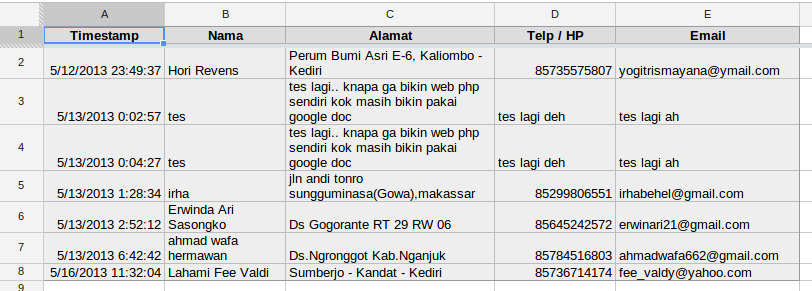 A B C D E
1 Timestamp Nama Alamat Telp / HP Email
Perum Bumi Asri E-6, Kaliombo -
2 5/12/2013 23:49:37 Hori Revens Kediri 85735575807 yogitrismayana@ymail.com
tes lagi.. knapa ga bikin web php
sendiri kok masih bikin pakai
3 5/13/2013 0:02:57 tes google doc tes lagi deh tes lagi ah
tes lagi.. knapa ga bikin web php
sendiri kok masih bikin pakai
4 5/13/2013 0:04:27 tes google doc tes lagi deh tes lagi ah
jln andi tonro
5 5/13/2013 1:28:34 irha sungguminasa(Gowa),makassar 85299806551 irhabehel@gmail.com
Erwinda Ari
6 5/13/2013 2:52:12 Sasongko Ds Gogorante RT 29 RW 06 85645242572 erwinari21@gmail.com
ahmad wafa
7 5/13/2013 6:42:42 hermawan Ds.Ngronggot Kab.Nganjuk 85784516803 ahmadwafa662@gmail.com
8 5/16/2013 11:32:04 Lahami Fee Valdi Sumberjo - Kandat - Kediri 85736714174 fee_valdy@yahoo.com
9